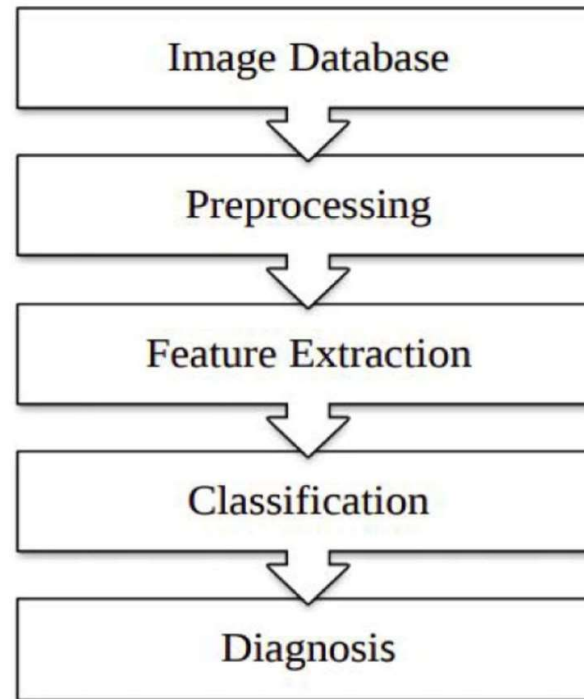 Image Database
Preprocessing
Feature Extraction
Classification
Diagnosis